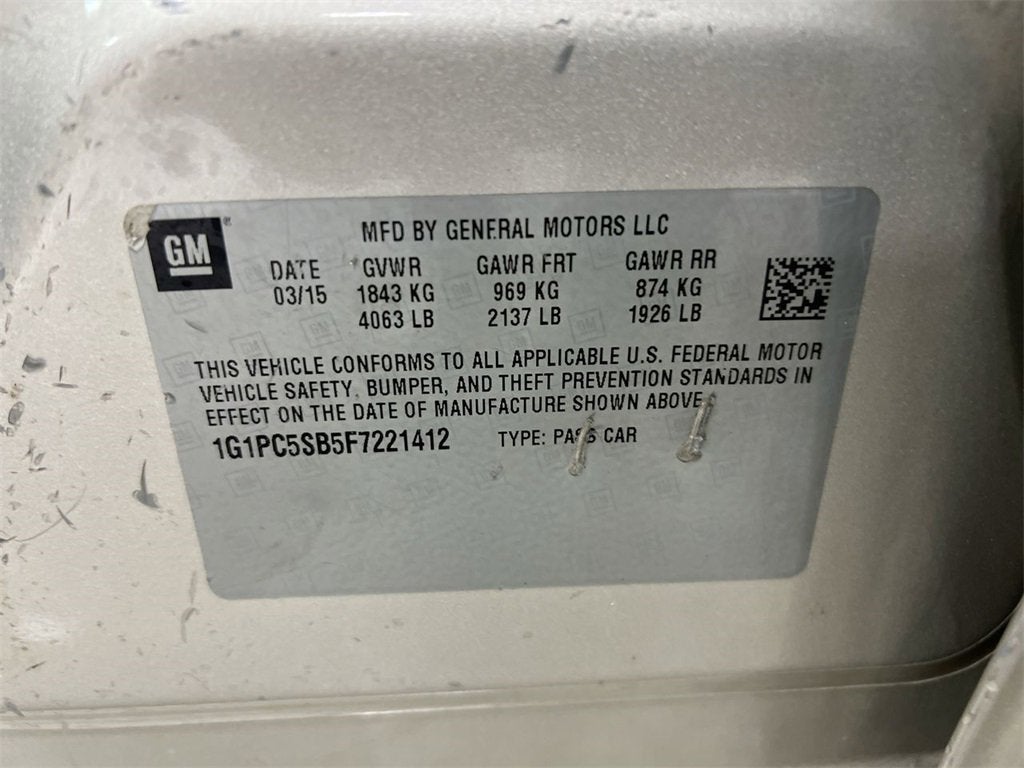 GM
MFD BY GENERAL MOTORS LLC
DATE GVWR GAWR FRT GAWR RR
03/15 1843 KG 969 KG 874 KG
4063 LB 2137 LB 1926 LB
THIS VEHICLE CONFORMS TO ALL APPLICABLE U.S. FEDERAL MOTOR
VEHICLE SAFETY, BUMPER, AND THEFT PREVENTION STANDARDS IN
EFFECT ON THE DATE OF MANUFACTURE SHOWN ABOVE.
1G1PC5SB5F7221412 TYPE: PASS CAR